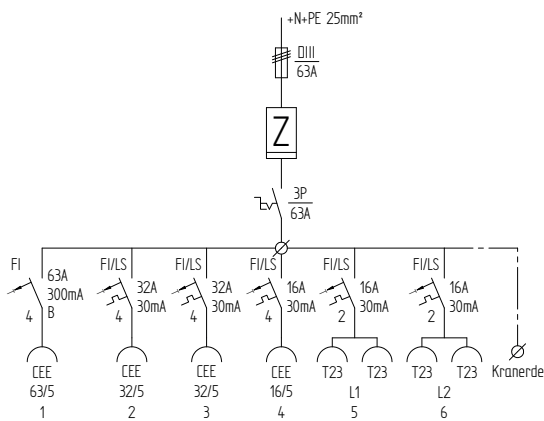 +N+PE 25mm²
DIII
63A
Z
3P
63A
FI FI/LS FI/LS FI/LS FI/LS FI/LS
63A 32A 32A 16A 16A 16A
300mA 30mA 30mA 30mA 30mA 30mA
B
4 4 4 4 2 2
CEE CEE CEE CEE T23 T23 T23 T23 Kranerde
63/5 32/5 32/5 16/5 L1 L2
1 2 3 4 5 6